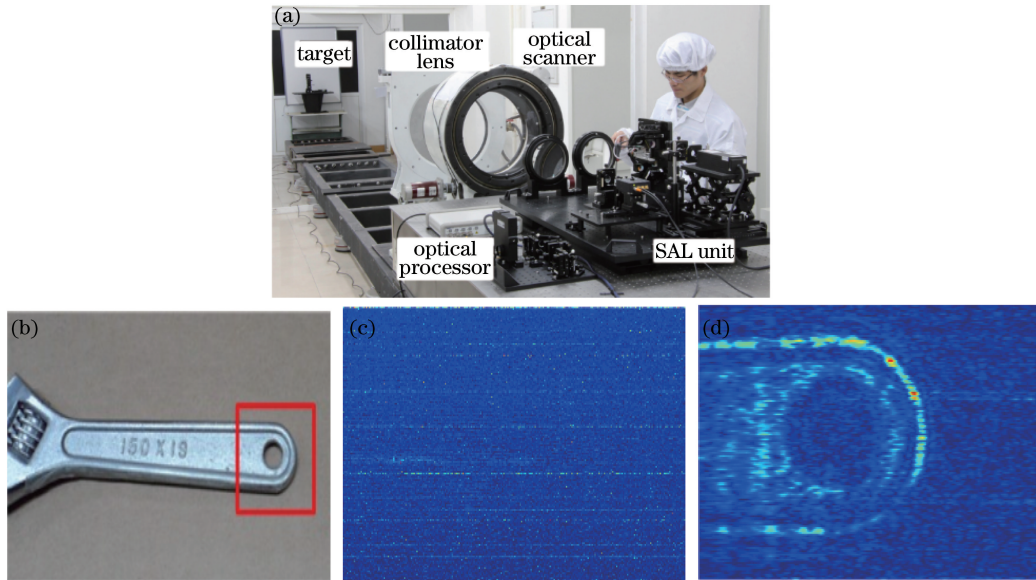 (a)
target
collimator
lens
optical
scanner
optical
processor
SAL unit
(b)
150 X 19
(c)
(d)